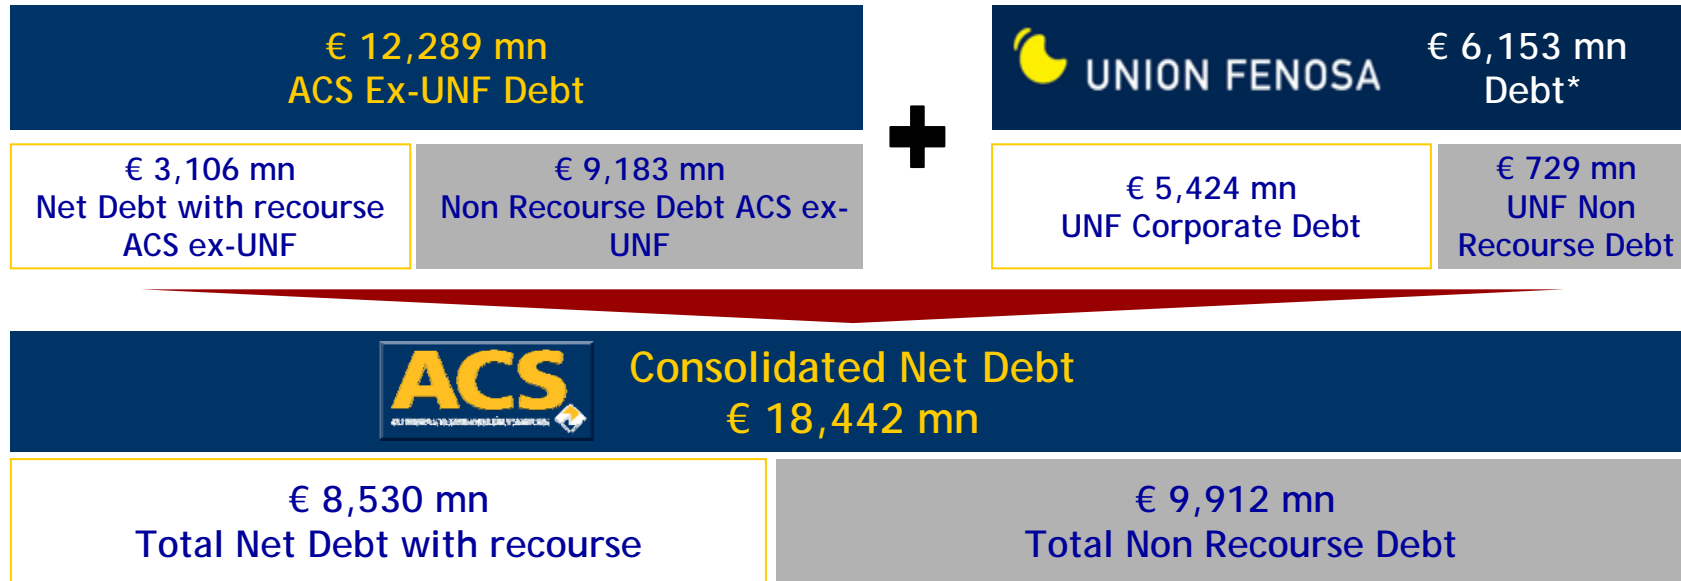 € 12,289 mn
ACS Ex-UNF Debt
UNION FENOSA
€ 6,153 mn
Debt*
€ 3,106 mn
Net Debt with recourse
ACS ex-UNF
€ 9,183 mn
Non Recourse Debt ACS ex-
UNF
€ 5,424 mn
UNF Corporate Debt
€ 729 mn
UNF Non
Recourse Debt
ACS
Consolidated Net Debt
€ 18,442 mn
€ 8,530 mn
Total Net Debt with recourse
€ 9,912 mn
Total Non Recourse Debt